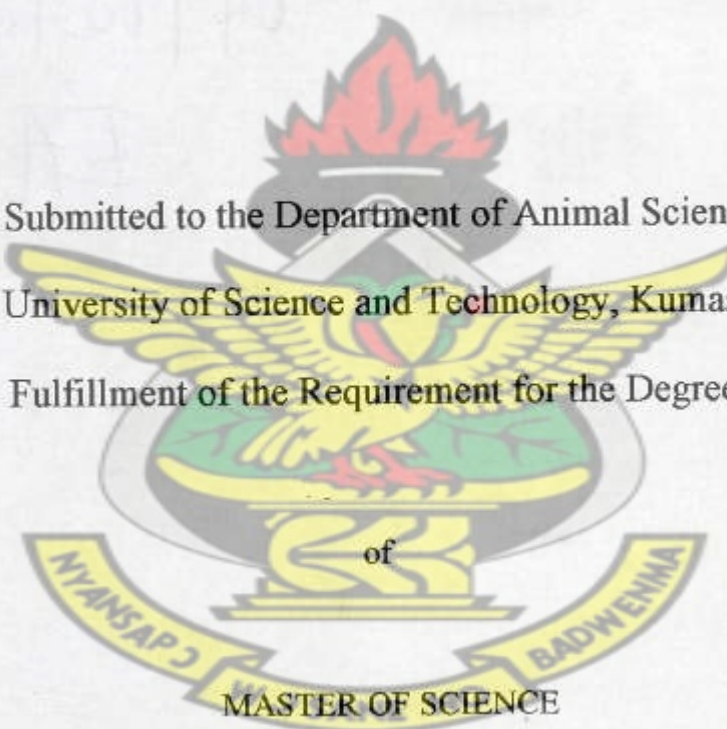 Submitted to the Department of Animal Scien
University of Science and Technology, Kuma
Fulfillment of the Requirement for the Degree
of
NYANSAPƆ
BADWENMA
MASTER OF SCIENCE